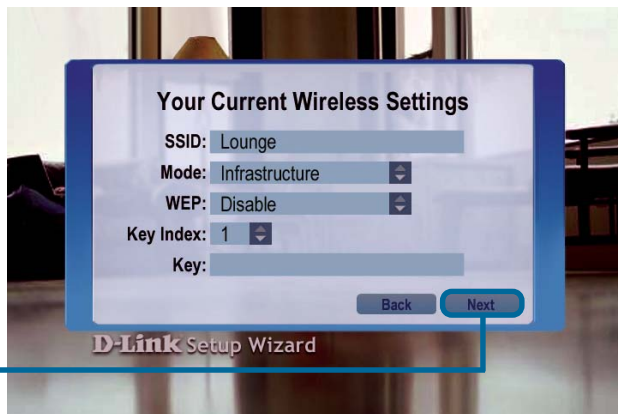 Your Current Wireless Settings
SSID: Lounge
Mode: Infrastructure
WEP: Disable
Key Index: 1
Key:
Back Next
D-Link Setup Wizard